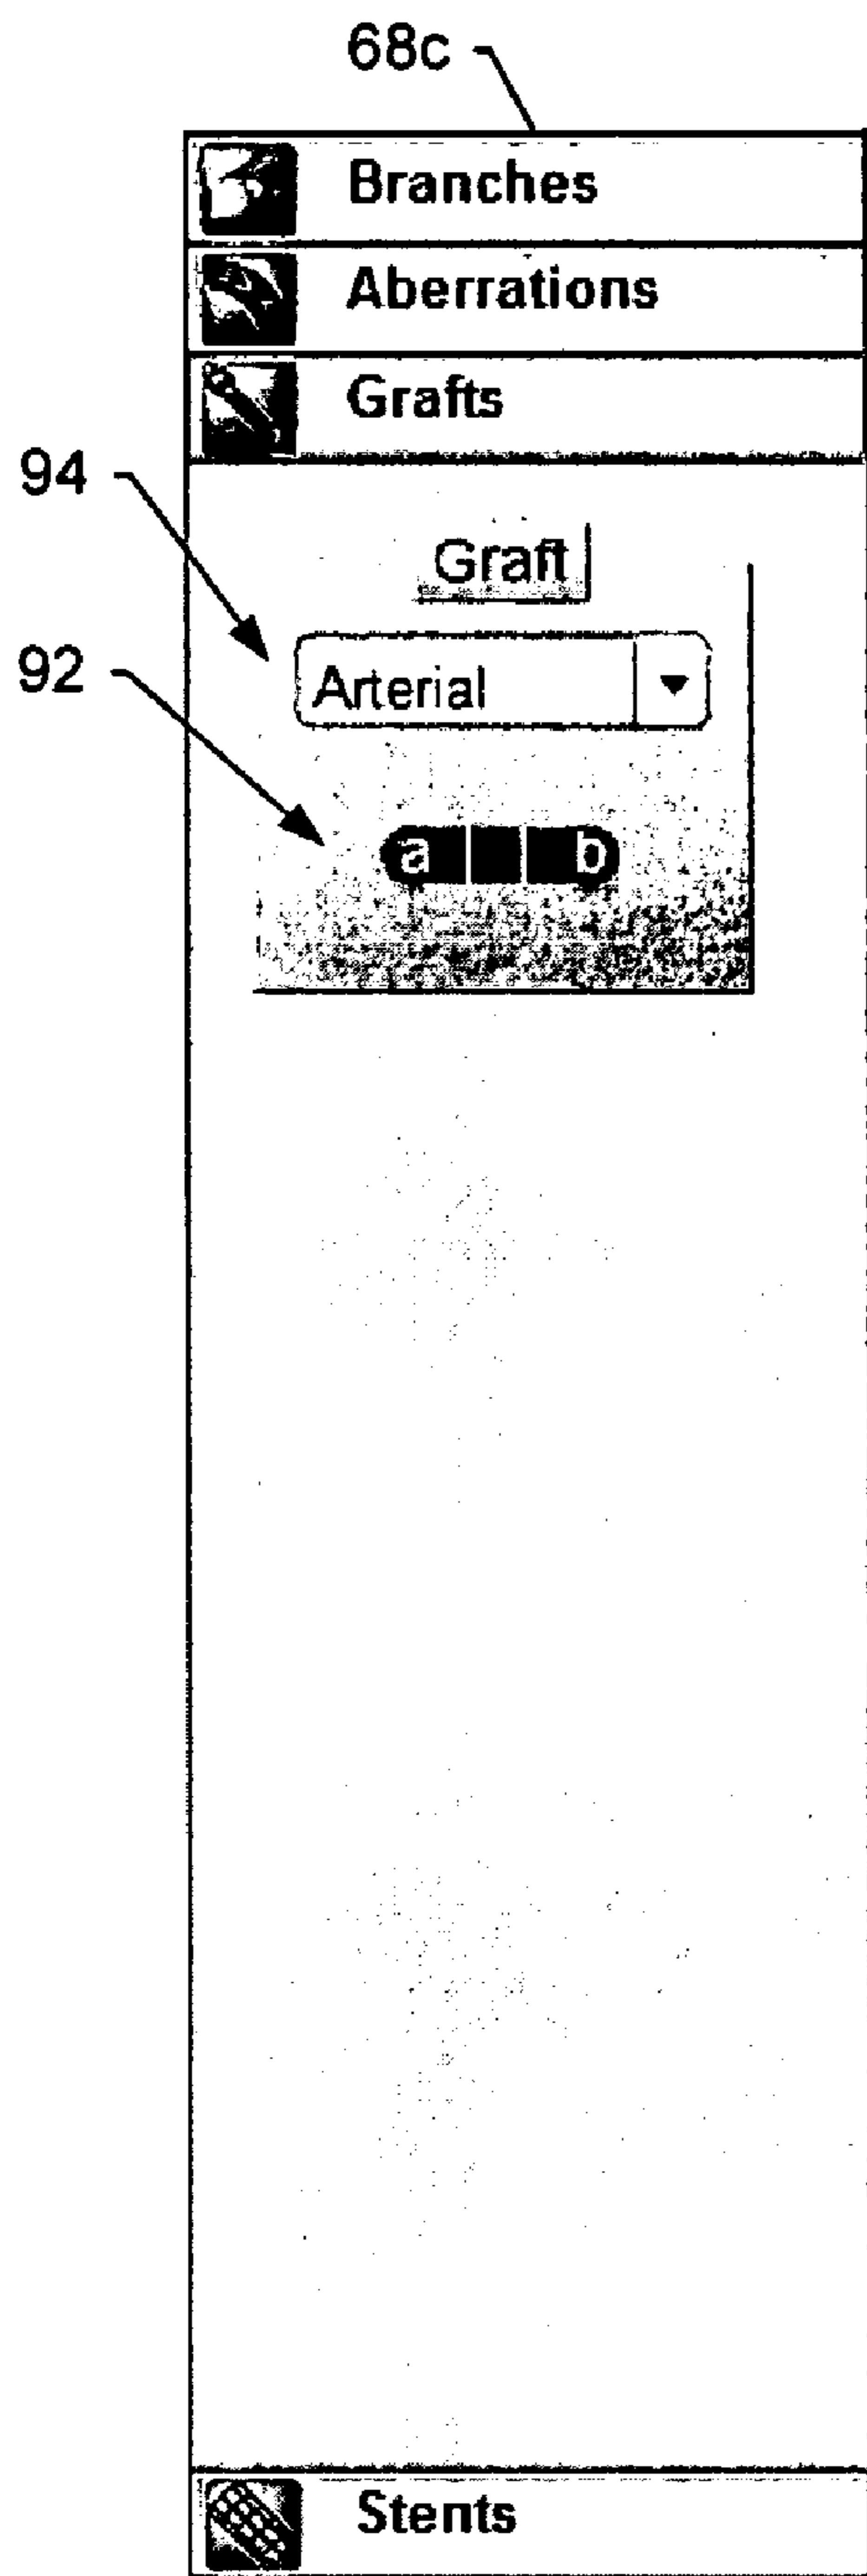 68c
Branches
Aberrations
Grafts
94
Graft
92
Arterial
a b
Stents